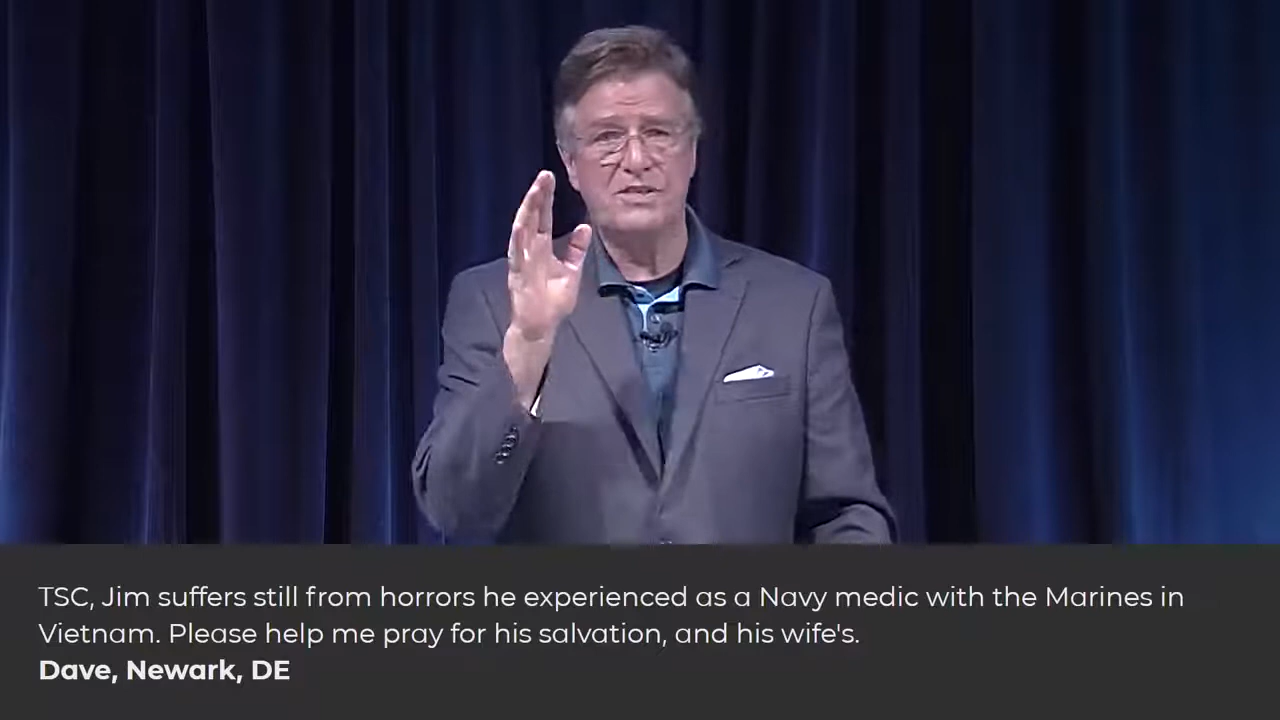 TSC, Jim suffers still from horrors he experienced as a Navy medic with the Marines in
Vietnam. Please help me pray for his salvation, and his wife's.
Dave, Newark, DE